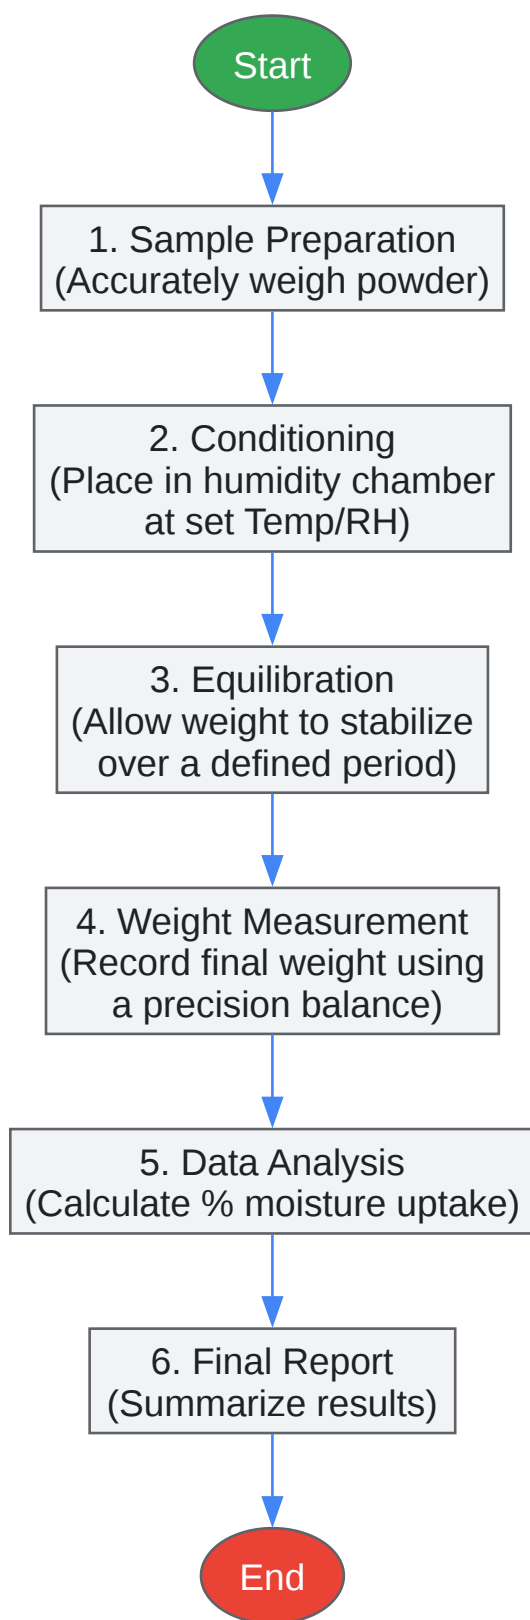 Start
1. Sample Preparation
(Accurately weigh powder)
2. Conditioning
(Place in humidity chamber
at set Temp/RH)
3. Equilibration
(Allow weight to stabilize
over a defined period)
4. Weight Measurement
(Record final weight using
a precision balance)
5. Data Analysis
(Calculate % moisture uptake)
6. Final Report
(Summarize results)
End